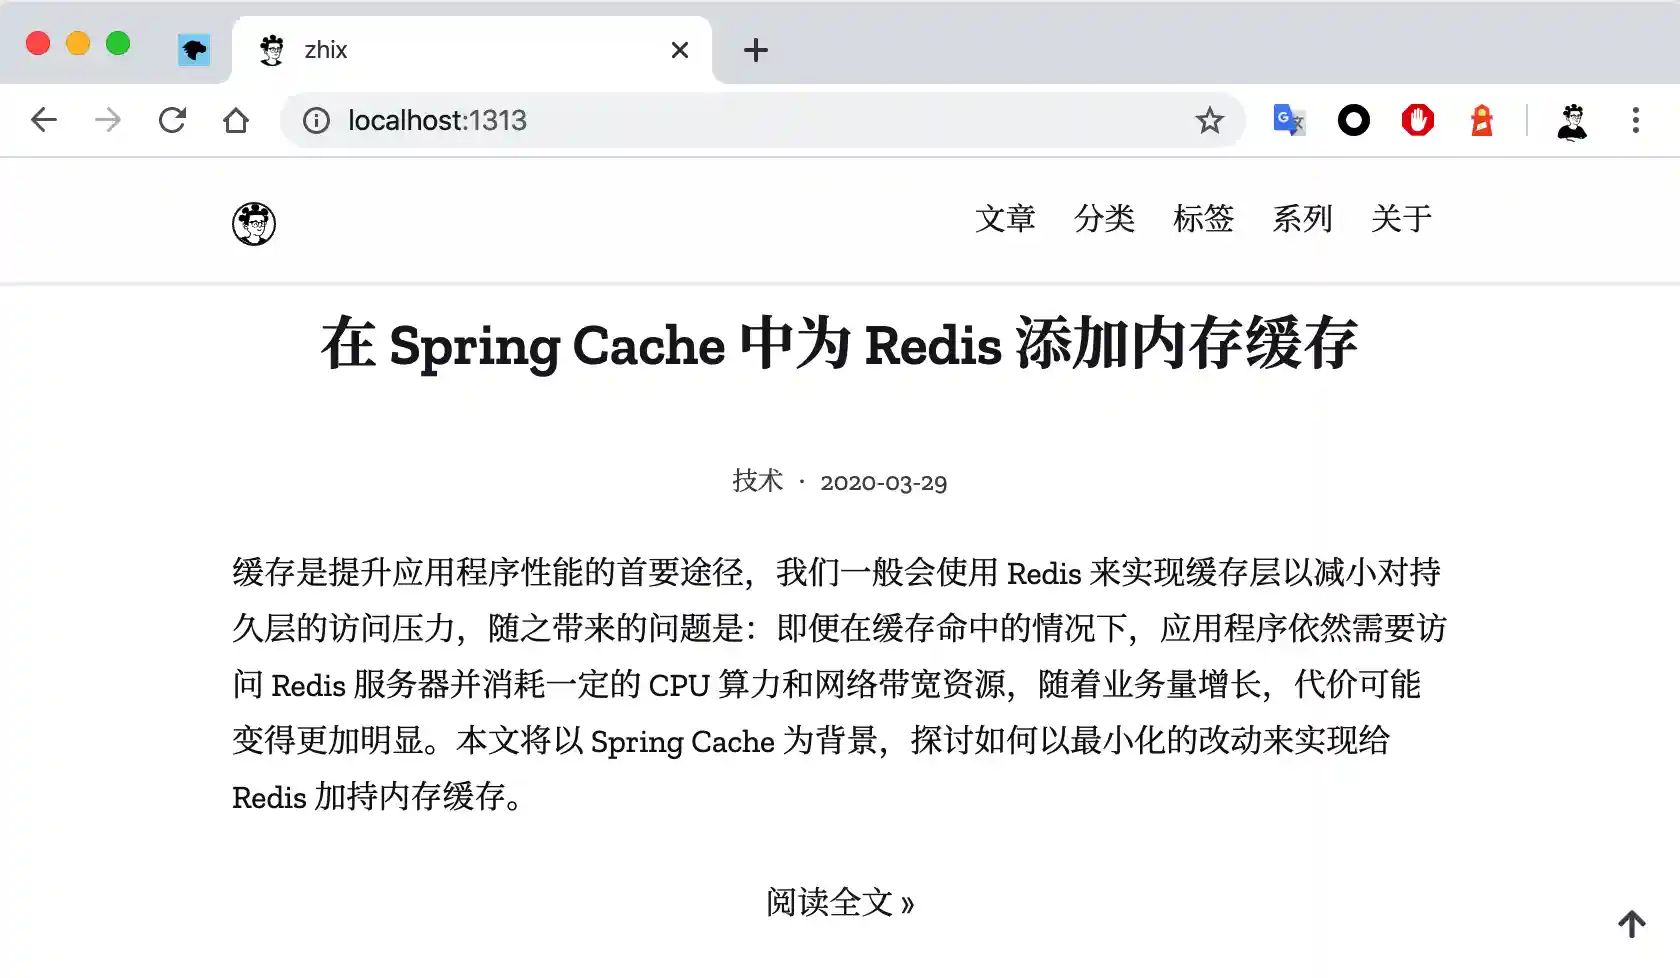 zhix
localhost:1313
文章 分类 标签 系列 关于
在 Spring Cache 中为 Redis 添加内存缓存
技术 · 2020-03-29
缓存是提升应用程序性能的首要途径，我们一般会使用 Redis 来实现缓存层以减小对持
久层的访问压力，随之带来的问题是：即便在缓存命中的情况下，应用程序依然需要访
问 Redis 服务器并消耗一定的 CPU 算力和网络带宽资源，随着业务量增长，代价可能
变得更加明显。本文将以 Spring Cache 为背景，探讨如何以最小化的改动来实现给
Redis 加持内存缓存。
阅读全文 »